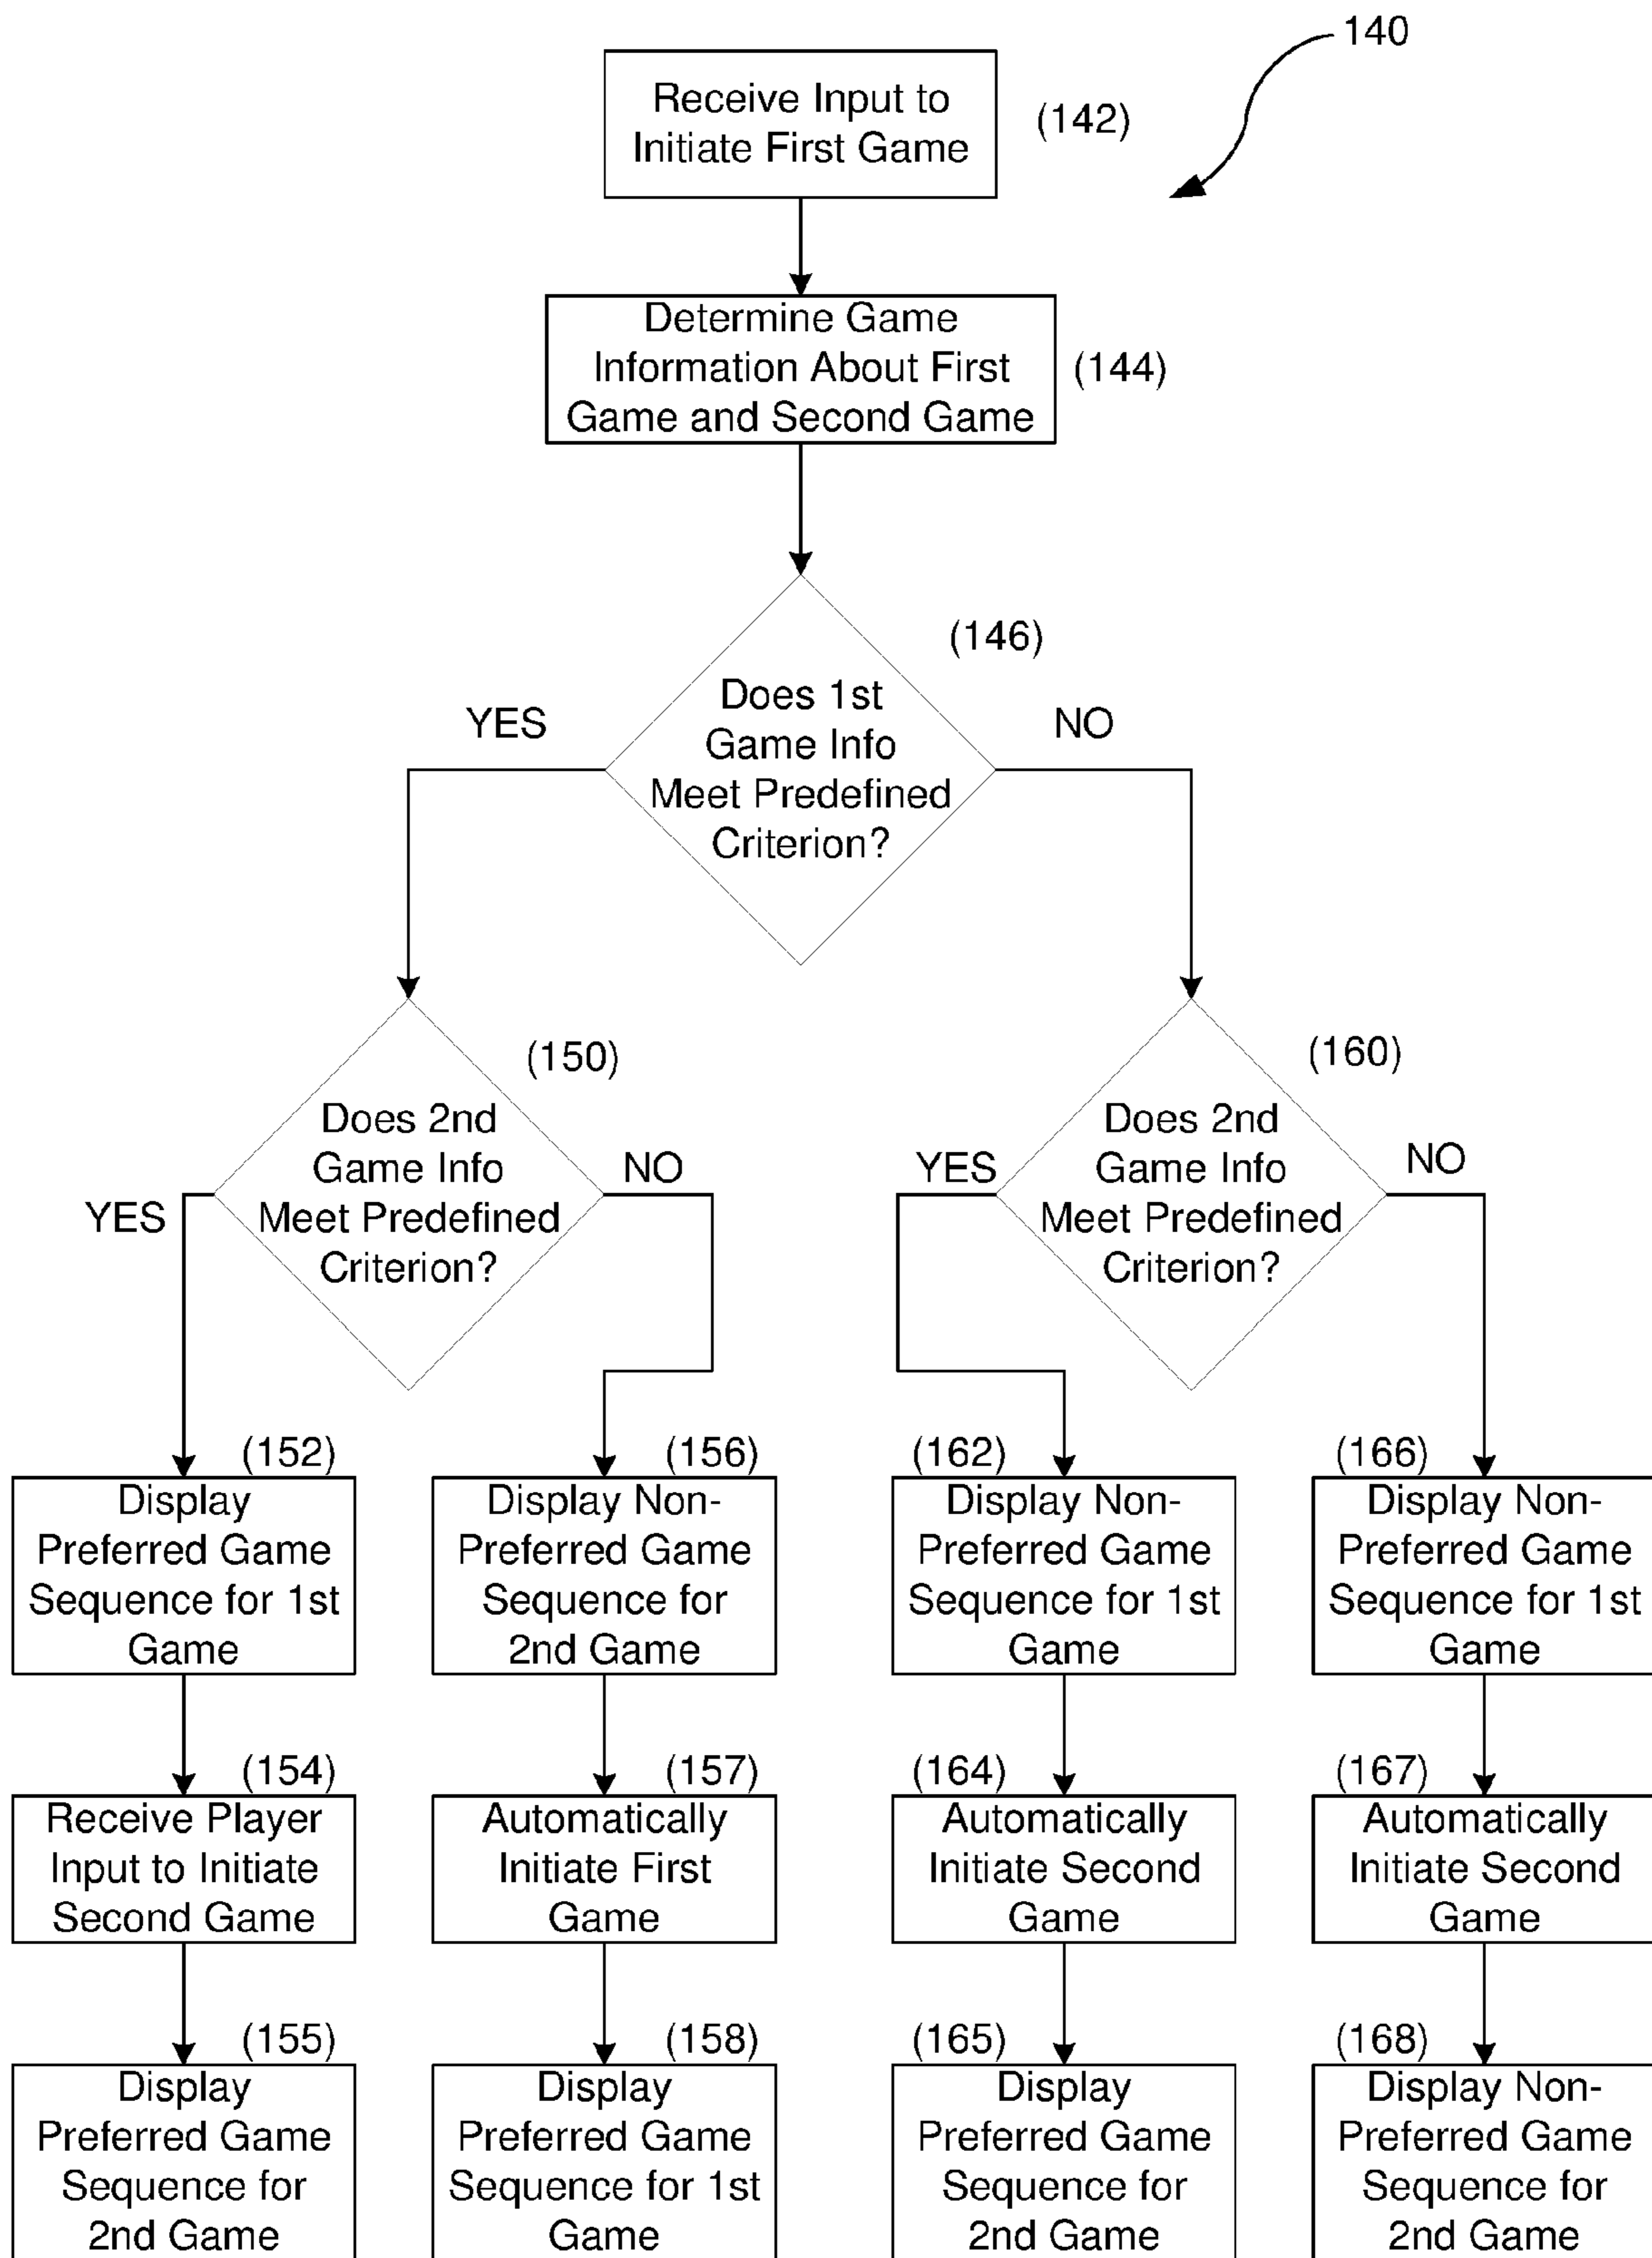 140
Receive Input to
Initiate First Game
(142)
Determine Game
Information About First
Game and Second Game
(144)
(146)
Does 1st
Game Info
Meet Predefined
Criterion?
YES
NO
(150)
Does 2nd
Game Info
Meet Predefined
Criterion?
YES
NO
(160)
Does 2nd
Game Info
Meet Predefined
Criterion?
YES
NO
(152)
Display
Preferred Game
Sequence for 1st
Game
(156)
Display Non-
Preferred Game
Sequence for
2nd Game
(162)
Display Non-
Preferred Game
Sequence for 1st
Game
(166)
Display Non-
Preferred Game
Sequence for 1st
Game
(154)
Receive Player
Input to Initiate
Second Game
(157)
Automatically
Initiate First
Game
(164)
Automatically
Initiate Second
Game
(167)
Automatically
Initiate Second
Game
(155)
Display
Preferred Game
Sequence for
2nd Game
(158)
Display
Preferred Game
Sequence for 1st
Game
(165)
Display
Preferred Game
Sequence for
2nd Game
(168)
Display Non-
Preferred Game
Sequence for
2nd Game